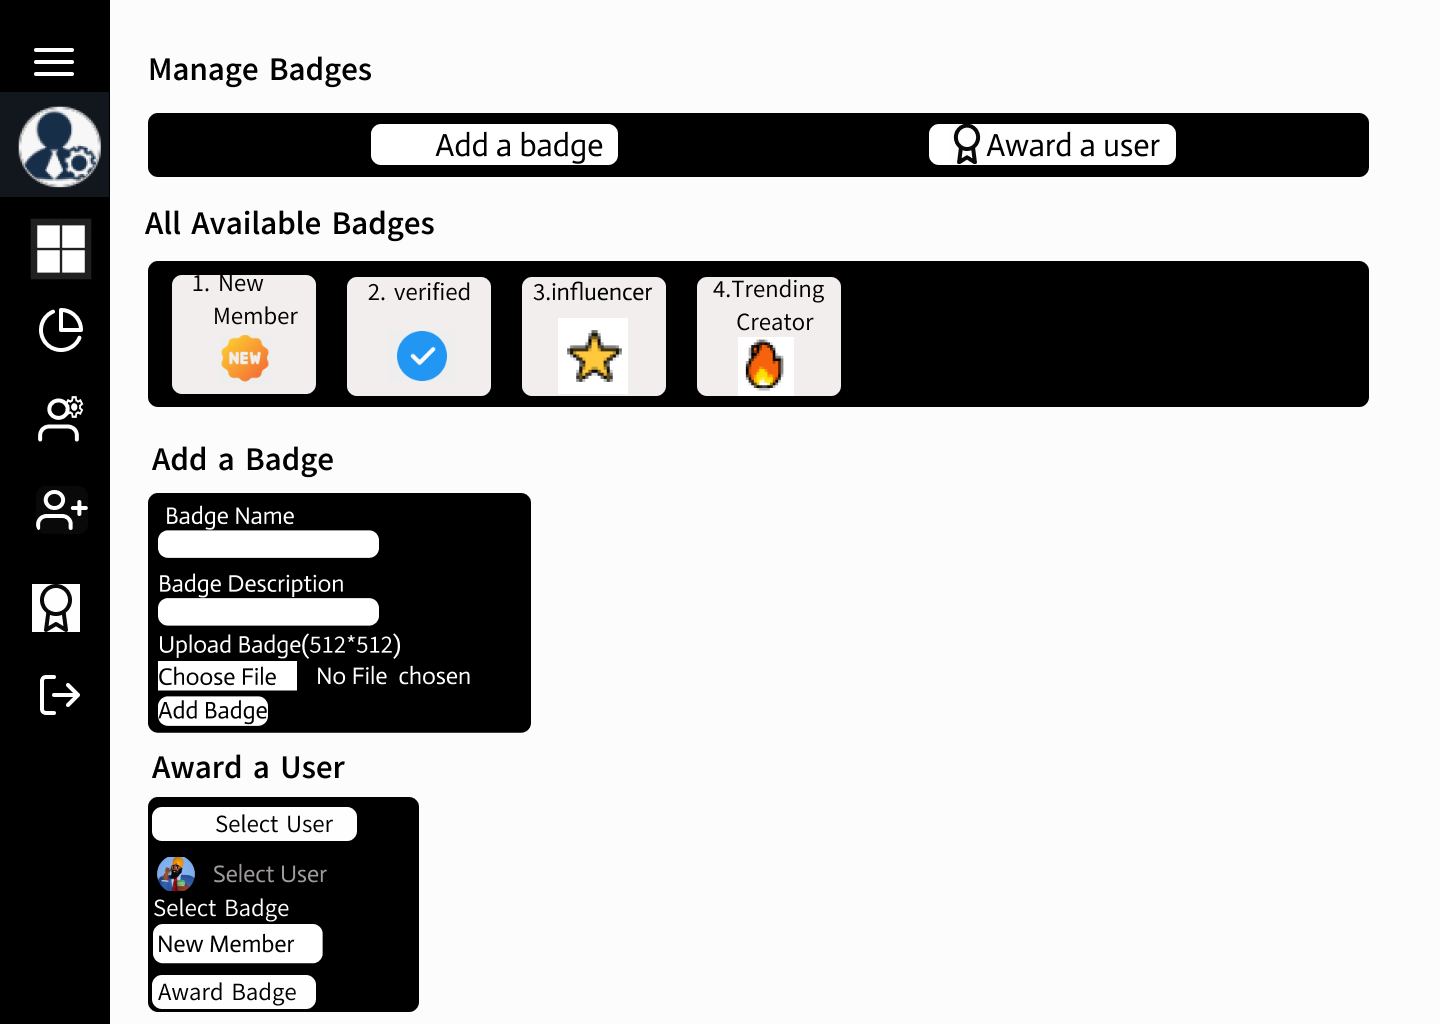 Manage Badges
Add a badge
Award a user
All Available Badges
1. New
Member
NEW
2. verified
3.influencer
4.Trending
Creator
Add a Badge
Badge Name
Badge Description
Upload Badge(512*512)
Choose File No File chosen
Add Badge
Award a User
Select User
Select User
Select Badge
New Member
Award Badge